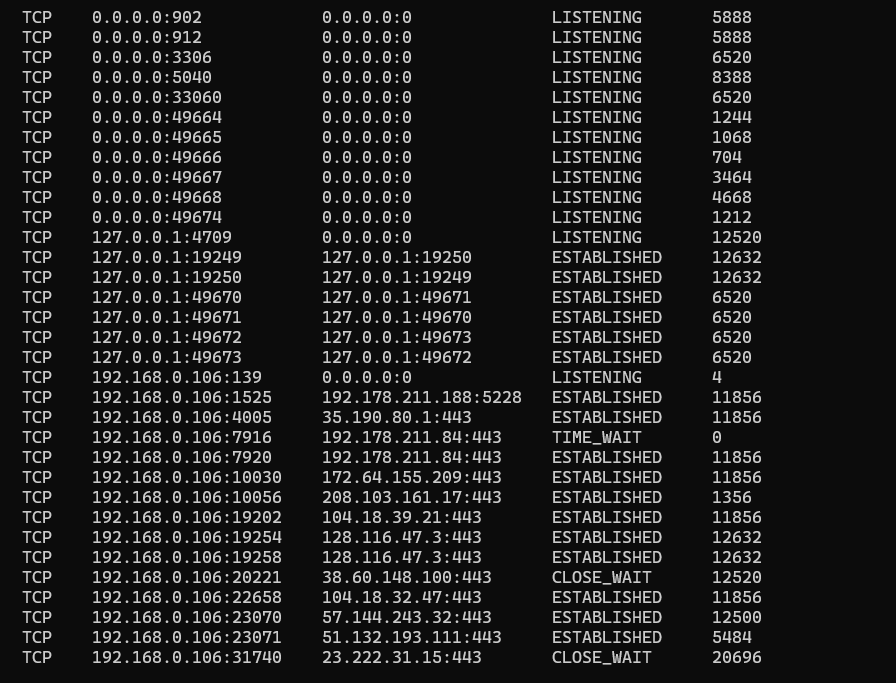 TCP 0.0.0.0:902 0.0.0.0:0 LISTENING 5888
TCP 0.0.0.0:912 0.0.0.0:0 LISTENING 5888
TCP 0.0.0.0:3306 0.0.0.0:0 LISTENING 6520
TCP 0.0.0.0:5040 0.0.0.0:0 LISTENING 8388
TCP 0.0.0.0:33060 0.0.0.0:0 LISTENING 6520
TCP 0.0.0.0:49664 0.0.0.0:0 LISTENING 1244
TCP 0.0.0.0:49665 0.0.0.0:0 LISTENING 1068
TCP 0.0.0.0:49666 0.0.0.0:0 LISTENING 704
TCP 0.0.0.0:49667 0.0.0.0:0 LISTENING 3464
TCP 0.0.0.0:49668 0.0.0.0:0 LISTENING 4668
TCP 0.0.0.0:49674 0.0.0.0:0 LISTENING 1212
TCP 127.0.0.1:4709 0.0.0.0:0 LISTENING 12520
TCP 127.0.0.1:19249 127.0.0.1:19250 ESTABLISHED 12632
TCP 127.0.0.1:19250 127.0.0.1:19249 ESTABLISHED 12632
TCP 127.0.0.1:49670 127.0.0.1:49671 ESTABLISHED 6520
TCP 127.0.0.1:49671 127.0.0.1:49670 ESTABLISHED 6520
TCP 127.0.0.1:49672 127.0.0.1:49673 ESTABLISHED 6520
TCP 127.0.0.1:49673 127.0.0.1:49672 ESTABLISHED 6520
TCP 192.168.0.106:139 0.0.0.0:0 LISTENING 4
TCP 192.168.0.106:1525 192.178.211.188:5228 ESTABLISHED 11856
TCP 192.168.0.106:4005 35.190.80.1:443 ESTABLISHED 11856
TCP 192.168.0.106:7916 192.178.211.84:443 TIME_WAIT 0
TCP 192.168.0.106:7920 192.178.211.84:443 ESTABLISHED 11856
TCP 192.168.0.106:10030 172.64.155.209:443 ESTABLISHED 11856
TCP 192.168.0.106:10056 208.103.161.17:443 ESTABLISHED 1356
TCP 192.168.0.106:19202 104.18.39.21:443 ESTABLISHED 11856
TCP 192.168.0.106:19254 128.116.47.3:443 ESTABLISHED 12632
TCP 192.168.0.106:19258 128.116.47.3:443 ESTABLISHED 12632
TCP 192.168.0.106:20221 38.60.148.100:443 CLOSE_WAIT 12520
TCP 192.168.0.106:22658 104.18.32.47:443 ESTABLISHED 11856
TCP 192.168.0.106:23070 57.144.243.32:443 ESTABLISHED 12500
TCP 192.168.0.106:23071 51.132.193.111:443 ESTABLISHED 5484
TCP 192.168.0.106:31740 23.222.31.15:443 CLOSE_WAIT 20696